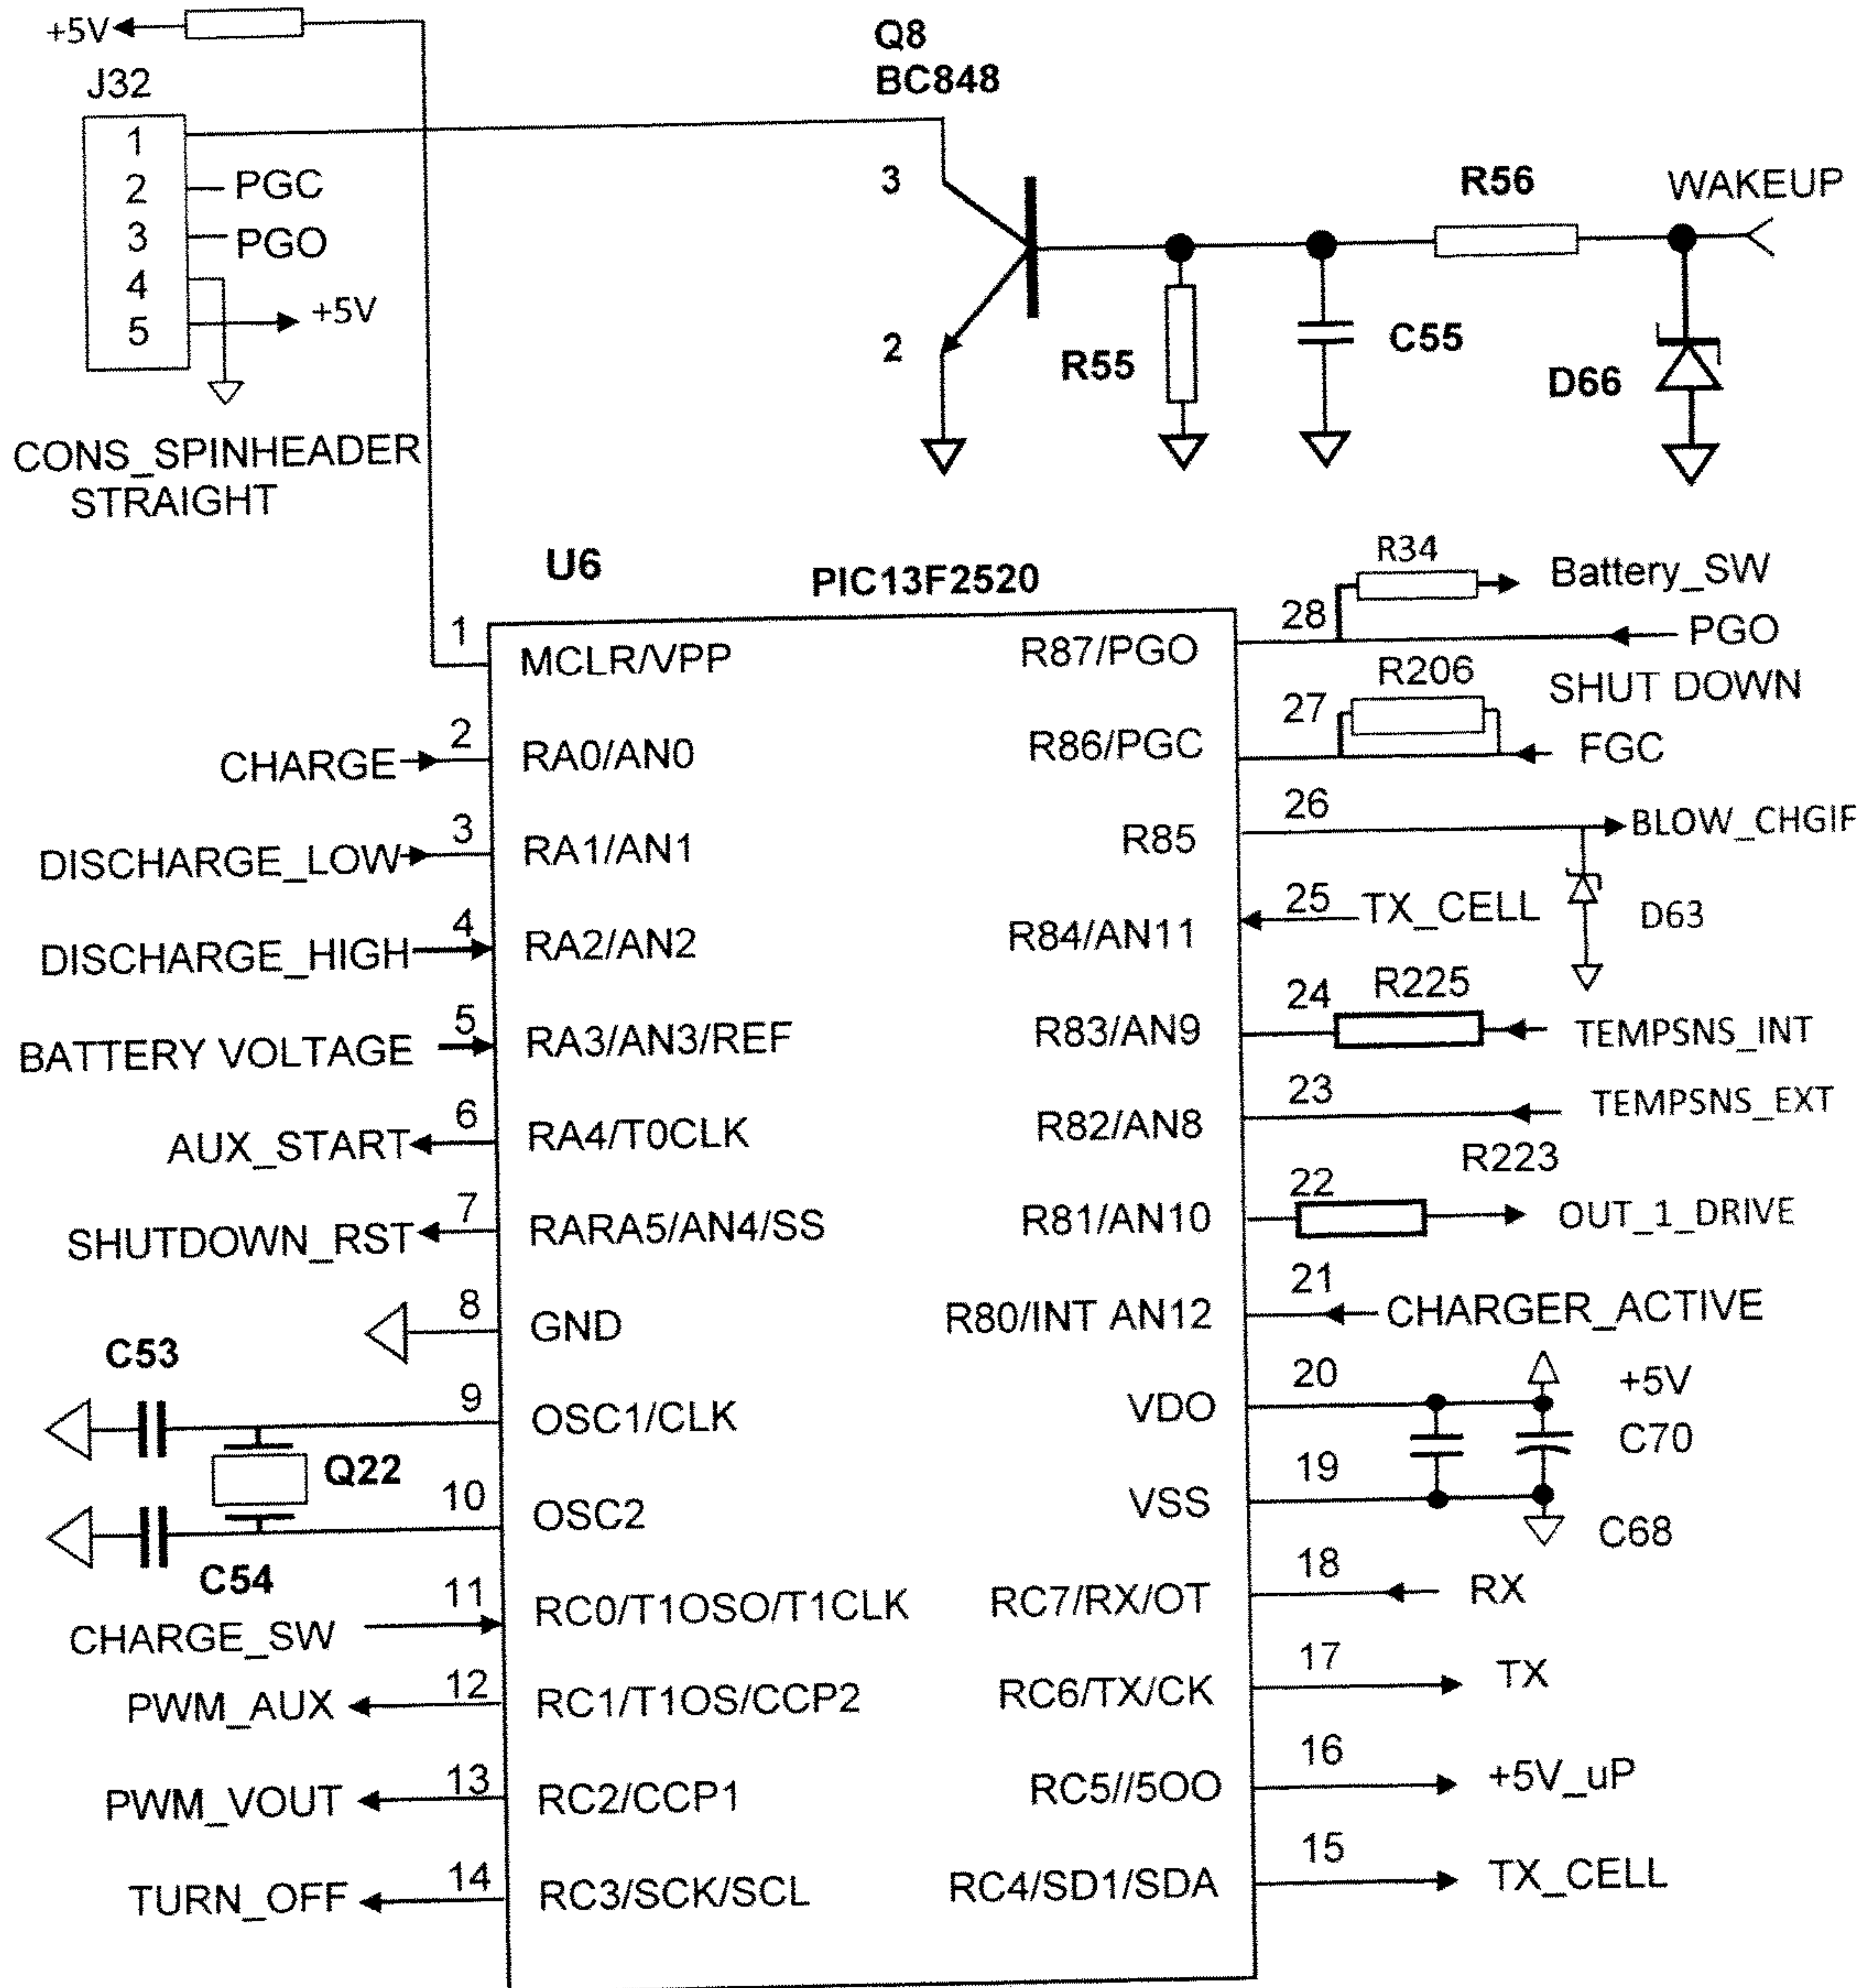 +5V
Q8
BC848
J32
1
2 PGC
3 PGO
4
5 +5V
CONS_SPINHEADER
STRAIGHT
3
2
R55
C55
R56
WAKEUP
D66
U6
PIC13F2520
1 MCLR/VPP
CHARGE 2 RA0/AN0
DISCHARGE_LOW 3 RA1/AN1
DISCHARGE_HIGH 4 RA2/AN2
BATTERY VOLTAGE 5 RA3/AN3/REF
AUX_START 6 RA4/T0CLK
SHUTDOWN_RST 7 RARA5/AN4/SS
8 GND
C53
9 OSC1/CLK
Q22
10 OSC2
C54
CHARGE_SW 11 RC0/T1OSO/T1CLK
PWM_AUX 12 RC1/T1OS/CCP2
PWM_VOUT 13 RC2/CCP1
TURN_OFF 14 RC3/SCK/SCL
R34
Battery_SW
R87/PGO 28 PGO
R206
SHUT DOWN
R86/PGC 27 FGC
R85 26 BLOW_CHGIF
D63
R84/AN11 25 TX_CELL
R225
R83/AN9 24 TEMPSNS_INT
R82/AN8 23 TEMPSNS_EXT
R223
R81/AN10 22 OUT_1_DRIVE
R80/INT AN12 21 CHARGER_ACTIVE
VDO 20 +5V
C70
VSS 19
C68
RC7/RX/OT 18 RX
RC6/TX/CK 17 TX
RC5//5OO 16 +5V_uP
RC4/SD1/SDA 15 TX_CELL